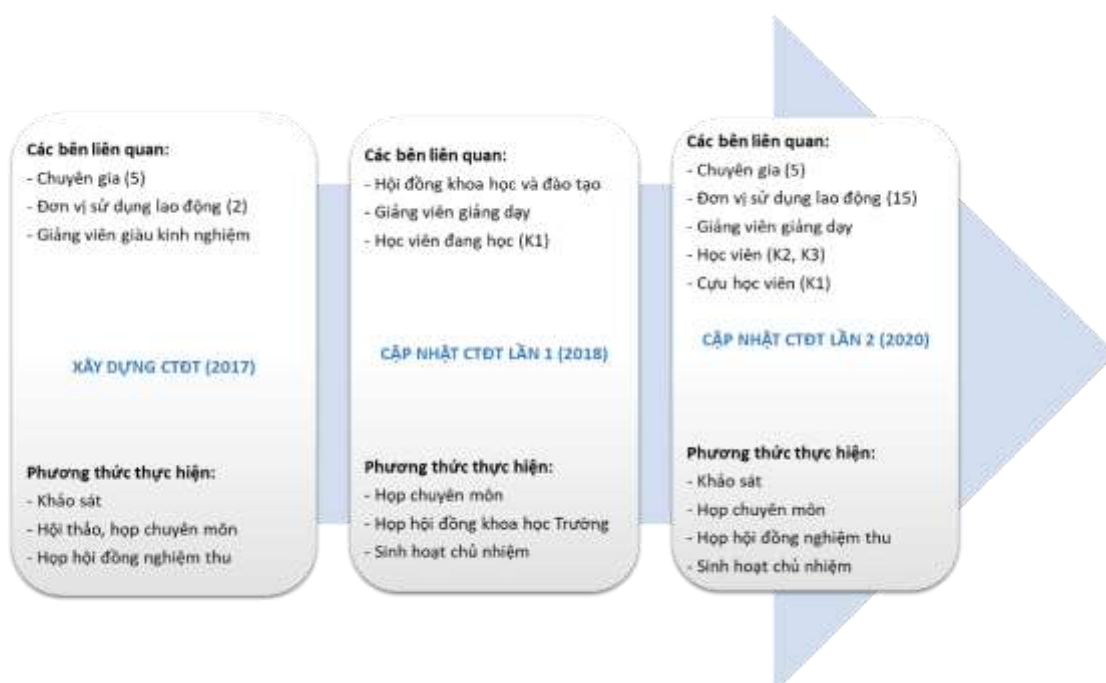 Các bên liên quan:
- Chuyên gia (5)
- Đơn vị sử dụng lao động (2)
- Giảng viên giàu kinh nghiệm
XÂY DỰNG CTĐT (2017)
Phương thức thực hiện:
- Khảo sát
- Hội thảo, họp chuyên môn
- Họp hội đồng nghiệm thu
Các bên liên quan:
- Hội đồng khoa học và đào tạo
- Giảng viên giảng dạy
- Học viên đang học (K1)
CẬP NHẬT CTĐT LẦN 1 (2018)
Phương thức thực hiện:
- Họp chuyên môn
- Họp hội đồng khoa học Trường
- Sinh hoạt chủ nhiệm
Các bên liên quan:
- Chuyên gia (5)
- Đơn vị sử dụng lao động (15)
- Giảng viên giảng dạy
- Học viên (K2, K3)
- Cựu học viên (K1)
CẬP NHẬT CTĐT LẦN 2 (2020)
Phương thức thực hiện:
- Khảo sát
- Họp chuyên môn
- Họp hội đồng nghiệm thu
- Sinh hoạt chủ nhiệm